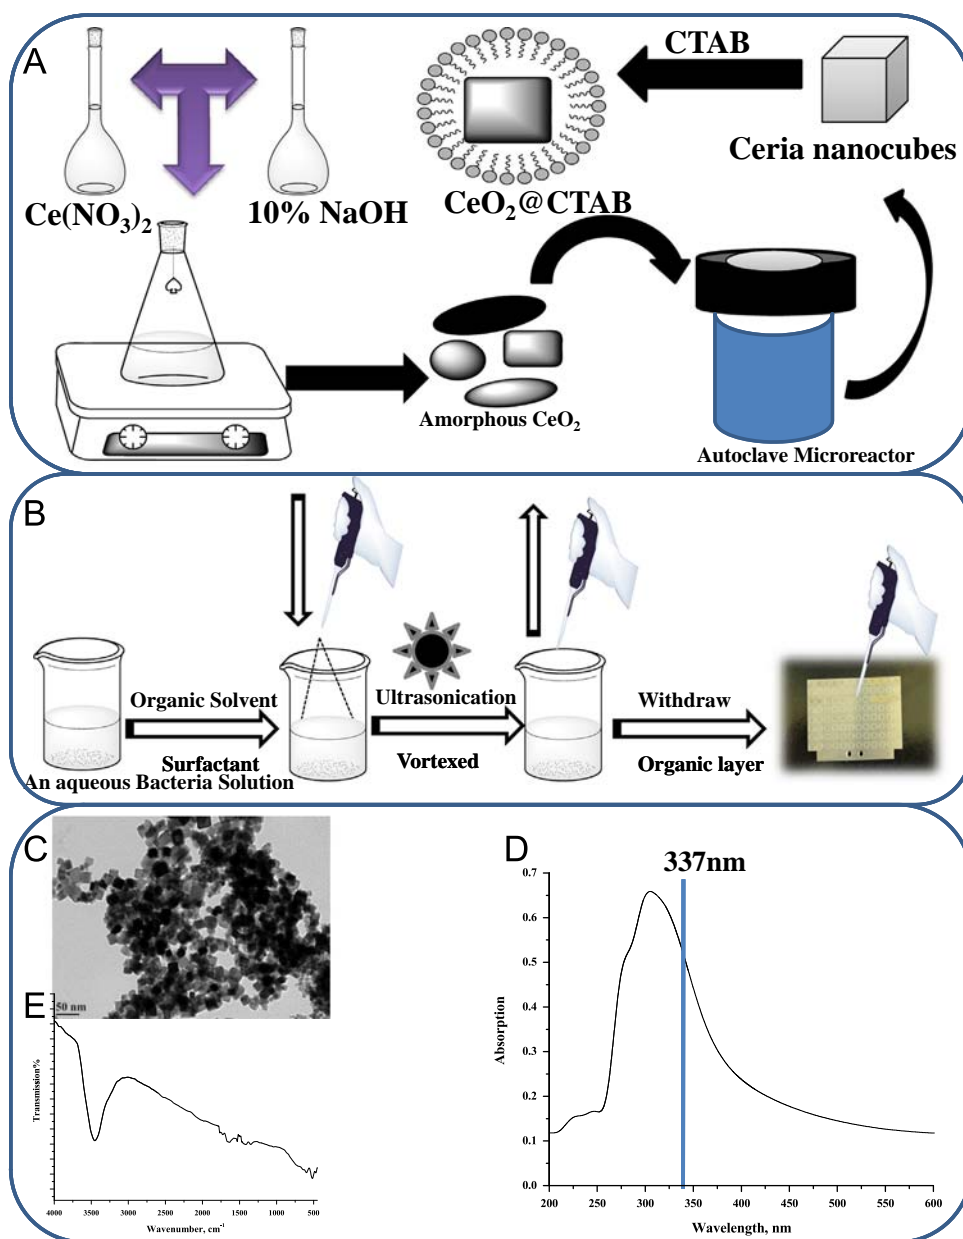 A
CTAB
Ceria nanocubes
Ce(NO3)2
10% NaOH
CeO2@CTAB
Amorphous CeO2
Autoclave Microreactor
B
Organic Solvent
Ultrasonication
Withdraw
Surfactant
Vortexed
Organic layer
An aqueous Bacteria Solution
C
50 nm
D
337nm
0.7
0.6
0.5
0.4
0.3
0.2
0.1
0.0
Absorption
200 250 300 350 400 450 500 550 600
Wavelength, nm
E
Transmission%
4000 3500 3000 2500 2000 1500 1000 500
Wavenumber, cm-1